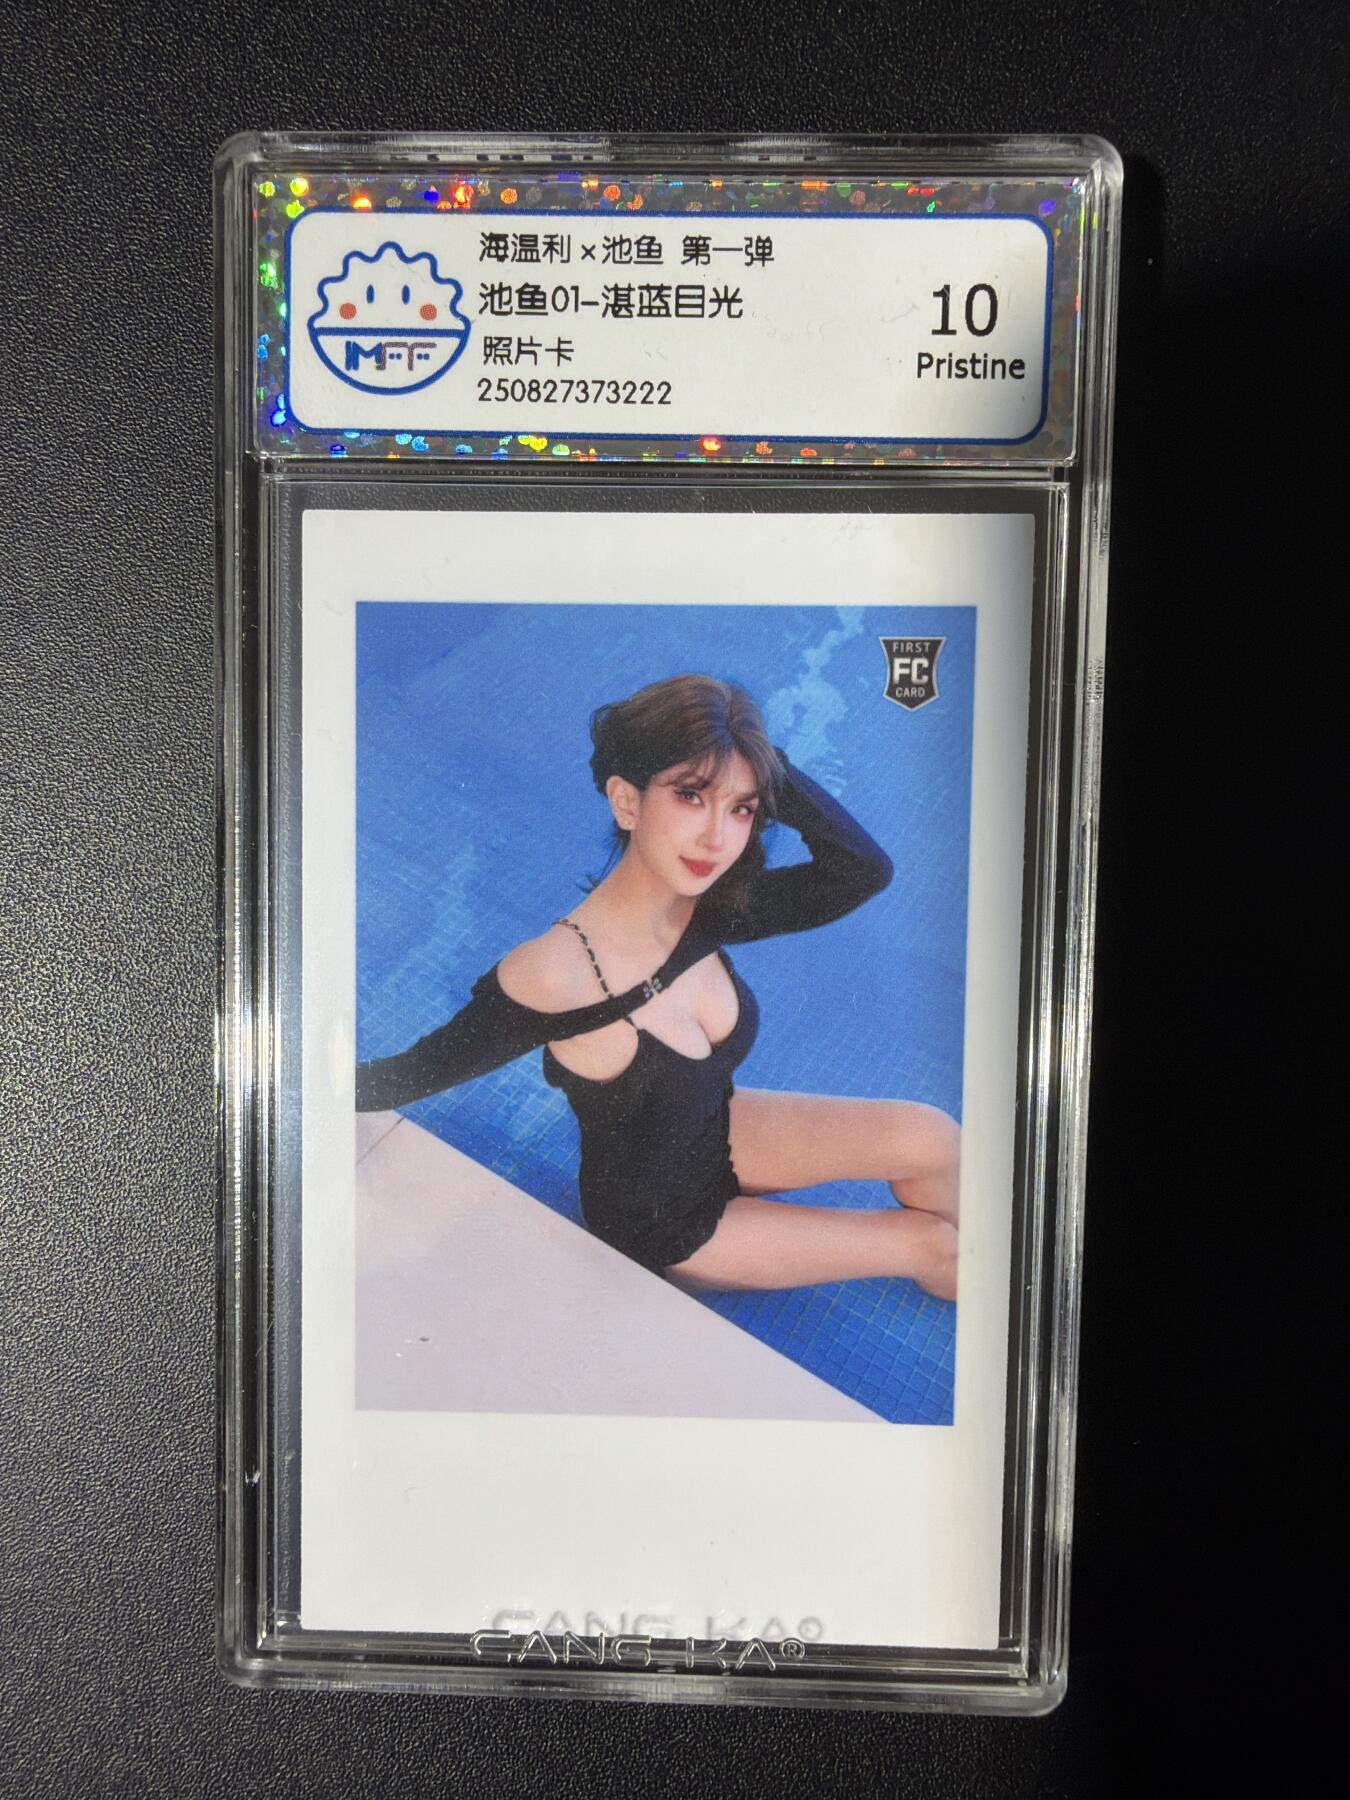 海温利×池鱼 第一弹
池鱼01-湛蓝目光
照片卡
250827373222
10
Pristine
FIRST
FC
CARD
CANG KA®